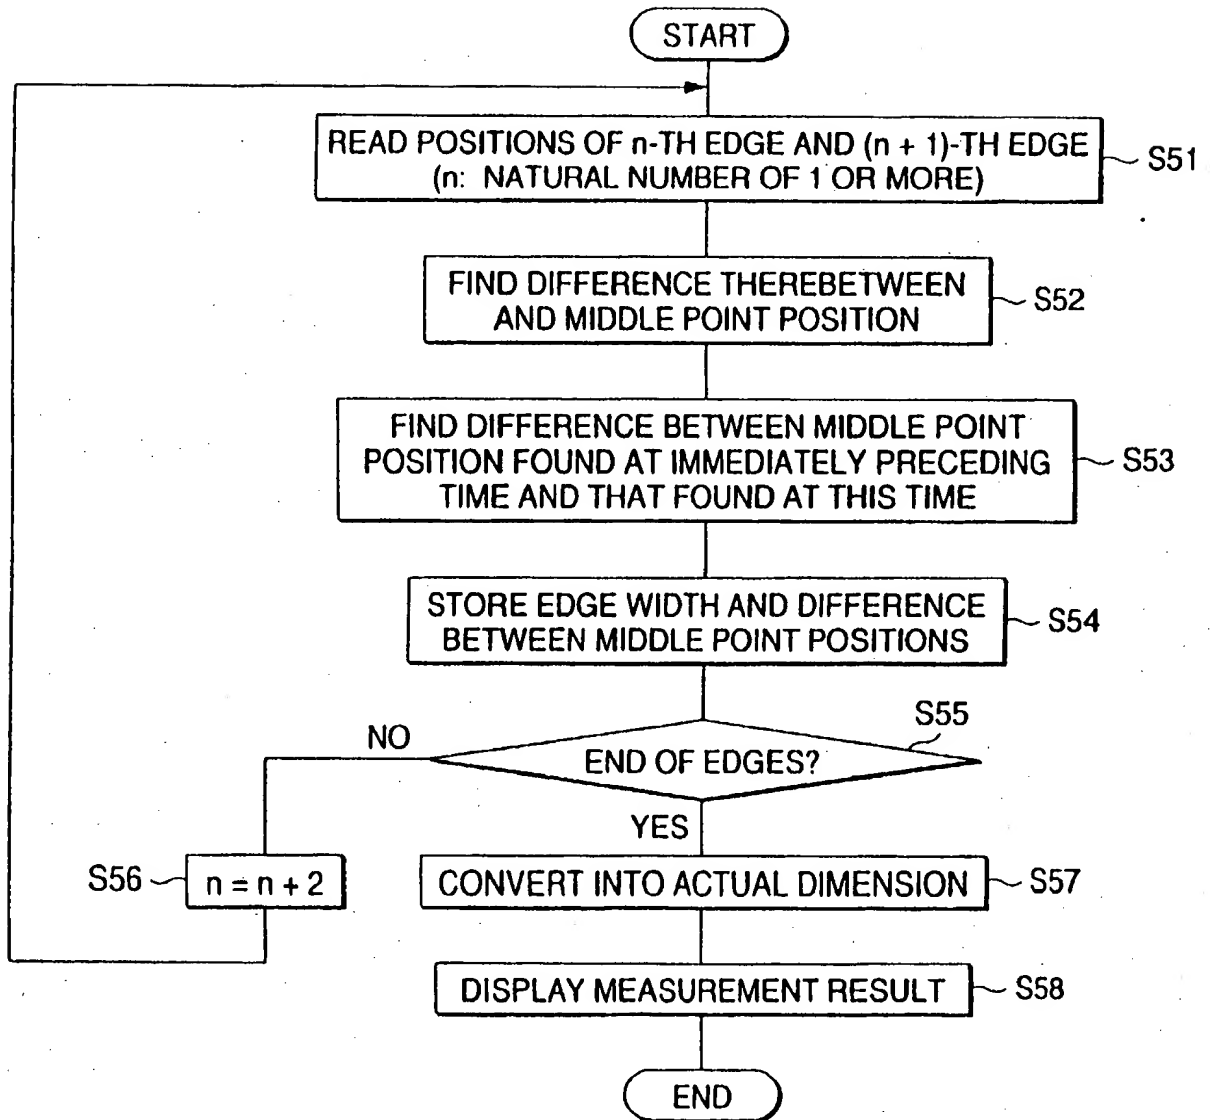 START
READ POSITIONS OF n-TH EDGE AND (n + 1)-TH EDGE
(n: NATURAL NUMBER OF 1 OR MORE)
S51
FIND DIFFERENCE THEREBETWEEN
AND MIDDLE POINT POSITION
S52
FIND DIFFERENCE BETWEEN MIDDLE POINT
POSITION FOUND AT IMMEDIATELY PRECEDING
TIME AND THAT FOUND AT THIS TIME
S53
STORE EDGE WIDTH AND DIFFERENCE
BETWEEN MIDDLE POINT POSITIONS
S54
S55
NO
END OF EDGES?
YES
S56
n = n + 2
CONVERT INTO ACTUAL DIMENSION
S57
DISPLAY MEASUREMENT RESULT
S58
END